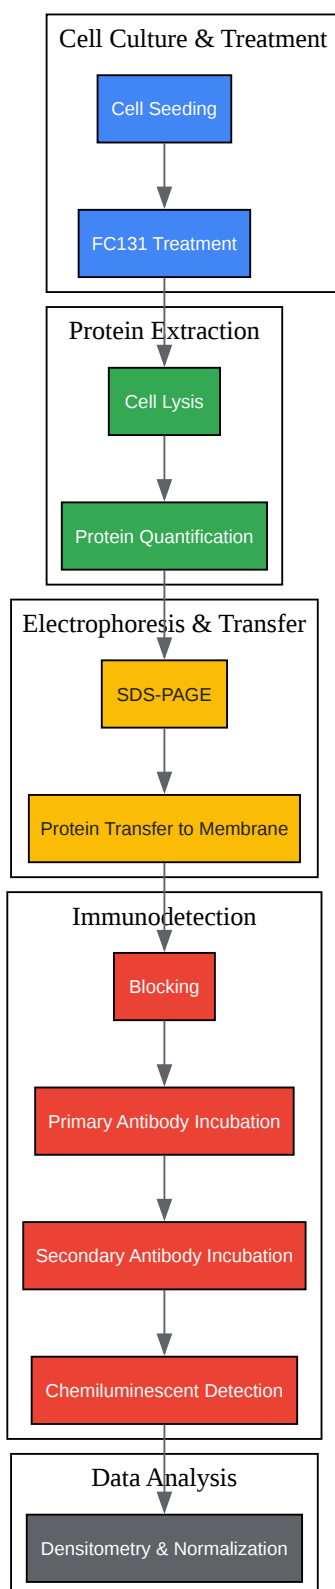 Cell Culture & Treatment
Cell Seeding
FC131 Treatment
Protein Extraction
Cell Lysis
Protein Quantification
Electrophoresis & Transfer
SDS-PAGE
Protein Transfer to Membrane
Immunodetection
Blocking
Primary Antibody Incubation
Secondary Antibody Incubation
Chemiluminescent Detection
Data Analysis
Densitometry & Normalization